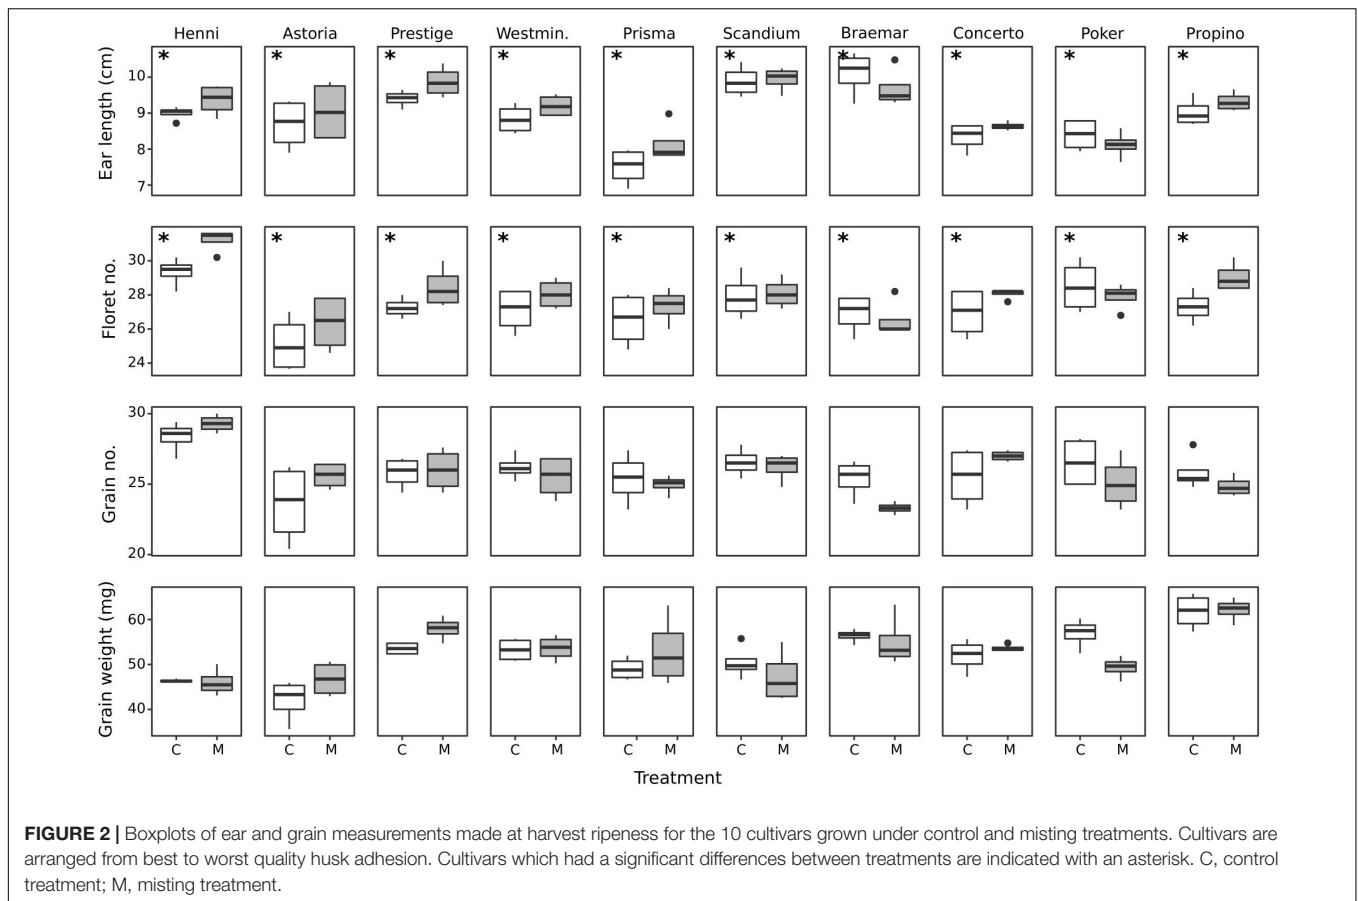 Henni Astoria Prestige Westmin. Prisma Scandium Braemar Concerto Poker Propino
Ear length (cm)
10
9
8
7
* * * * * * * * * *
Floret no.
30
28
26
24
* * * * * * * * * *
Grain no.
30
25
20
Grain weight (mg)
60
50
40
C M C M C M C M C M C M C M C M C M C M
Treatment
FIGURE 2 | Boxplots of ear and grain measurements made at harvest ripeness for the 10 cultivars grown under control and misting treatments. Cultivars are
arranged from best to worst quality husk adhesion. Cultivars which had a significant differences between treatments are indicated with an asterisk. C, control
treatment; M, misting treatment.